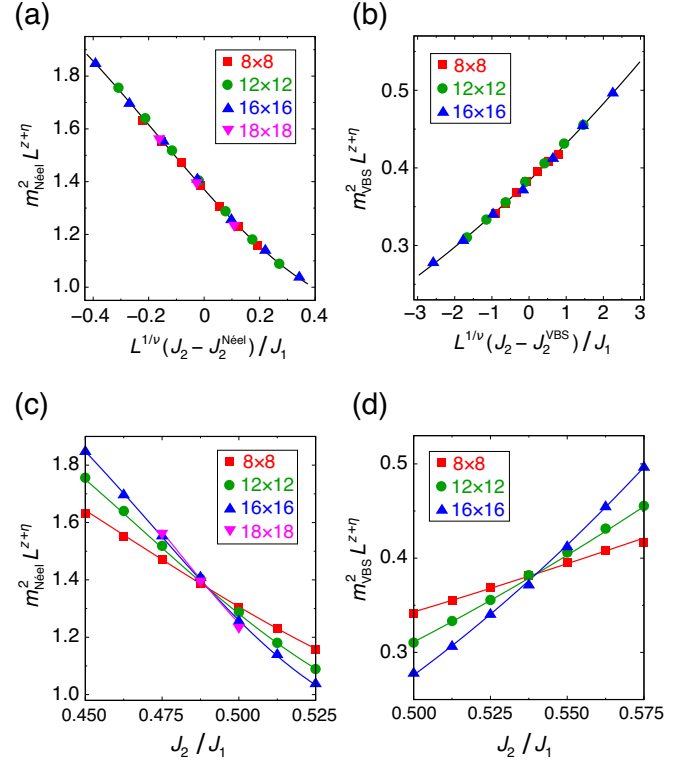 (a)
m²Néel L^z+η
1.8
1.6
1.4
1.2
1.0
8×8
12×12
16×16
18×18
−0.4 −0.2 0 0.2 0.4
L^1/ν (J₂ − J₂^Néel) / J₁
(b)
m²VBS L^z+η
0.5
0.4
0.3
8×8
12×12
16×16
−3 −2 −1 0 1 2 3
L^1/ν (J₂ − J₂^VBS) / J₁
(c)
m²Néel L^z+η
1.8
1.6
1.4
1.2
1.0
8×8
12×12
16×16
18×18
0.450 0.475 0.500 0.525
J₂ / J₁
(d)
m²VBS L^z+η
0.5
0.4
0.3
8×8
12×12
16×16
0.500 0.525 0.550 0.575
J₂ / J₁